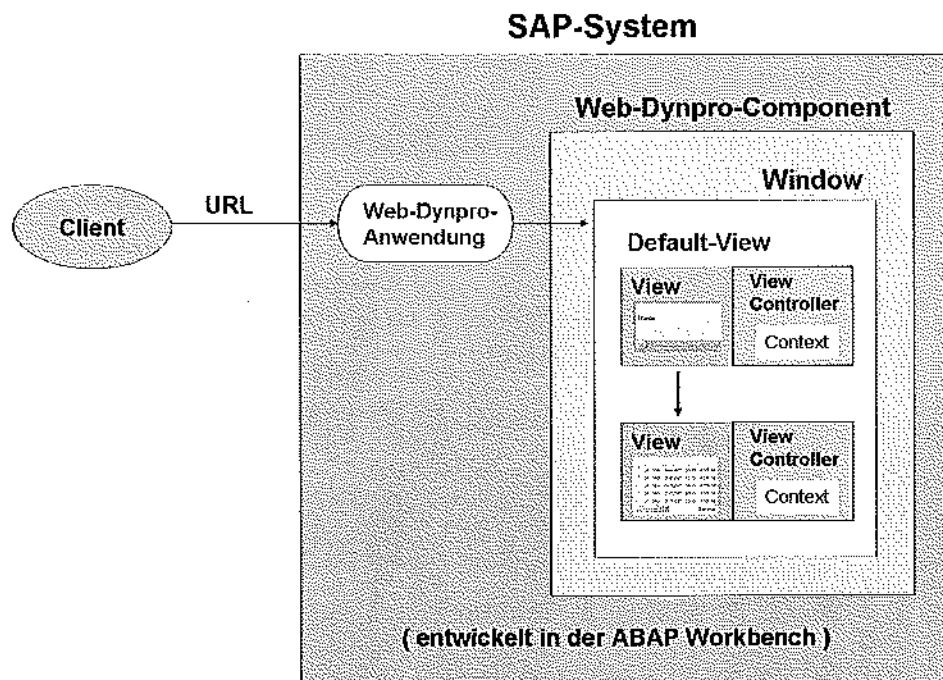 SAP-System
Web-Dynpro-Component
Window
Client
URL
Web-Dynpro-
Anwendung
Default-View
View
View
Controller
Context
View
View
Controller
Context
( entwickelt in der ABAP Workbench )